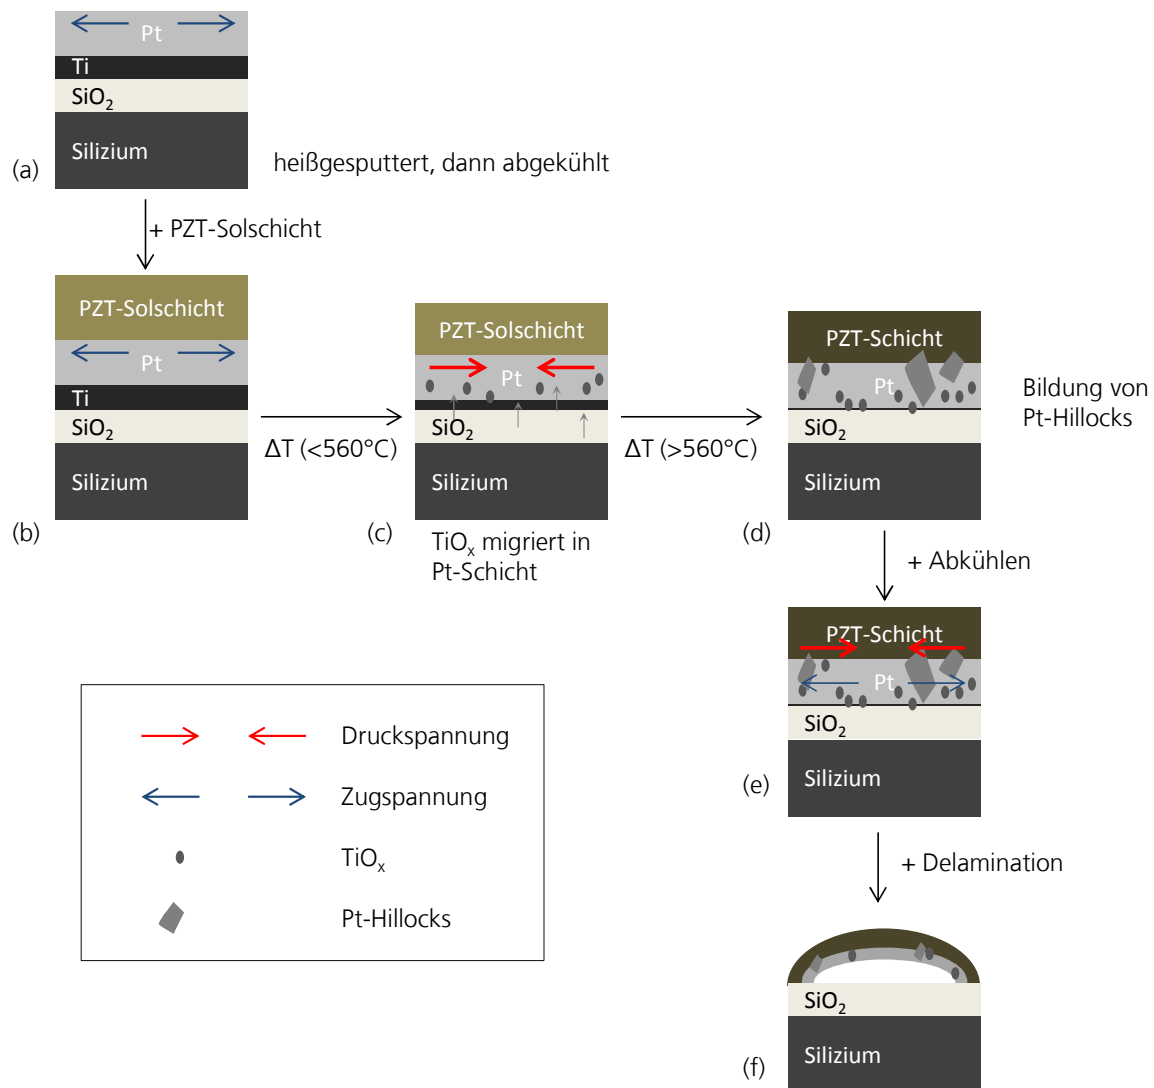 Pt
Ti
SiO₂
Silizium
(a)
heißgesputtert, dann abgekühlt
+ PZT-Solschicht
PZT-Solschicht
Pt
Ti
SiO₂
Silizium
(b)
ΔT (<560°C)
PZT-Solschicht
Pt
SiO₂
Silizium
(c)
TiOₓ migriert in
Pt-Schicht
ΔT (>560°C)
PZT-Schicht
Pt
SiO₂
Silizium
(d)
Bildung von
Pt-Hillocks
+ Abkühlen
PZT-Schicht
Pt
SiO₂
Silizium
(e)
+ Delamination
SiO₂
Silizium
(f)
Druckspannung
Zugspannung
TiOₓ
Pt-Hillocks